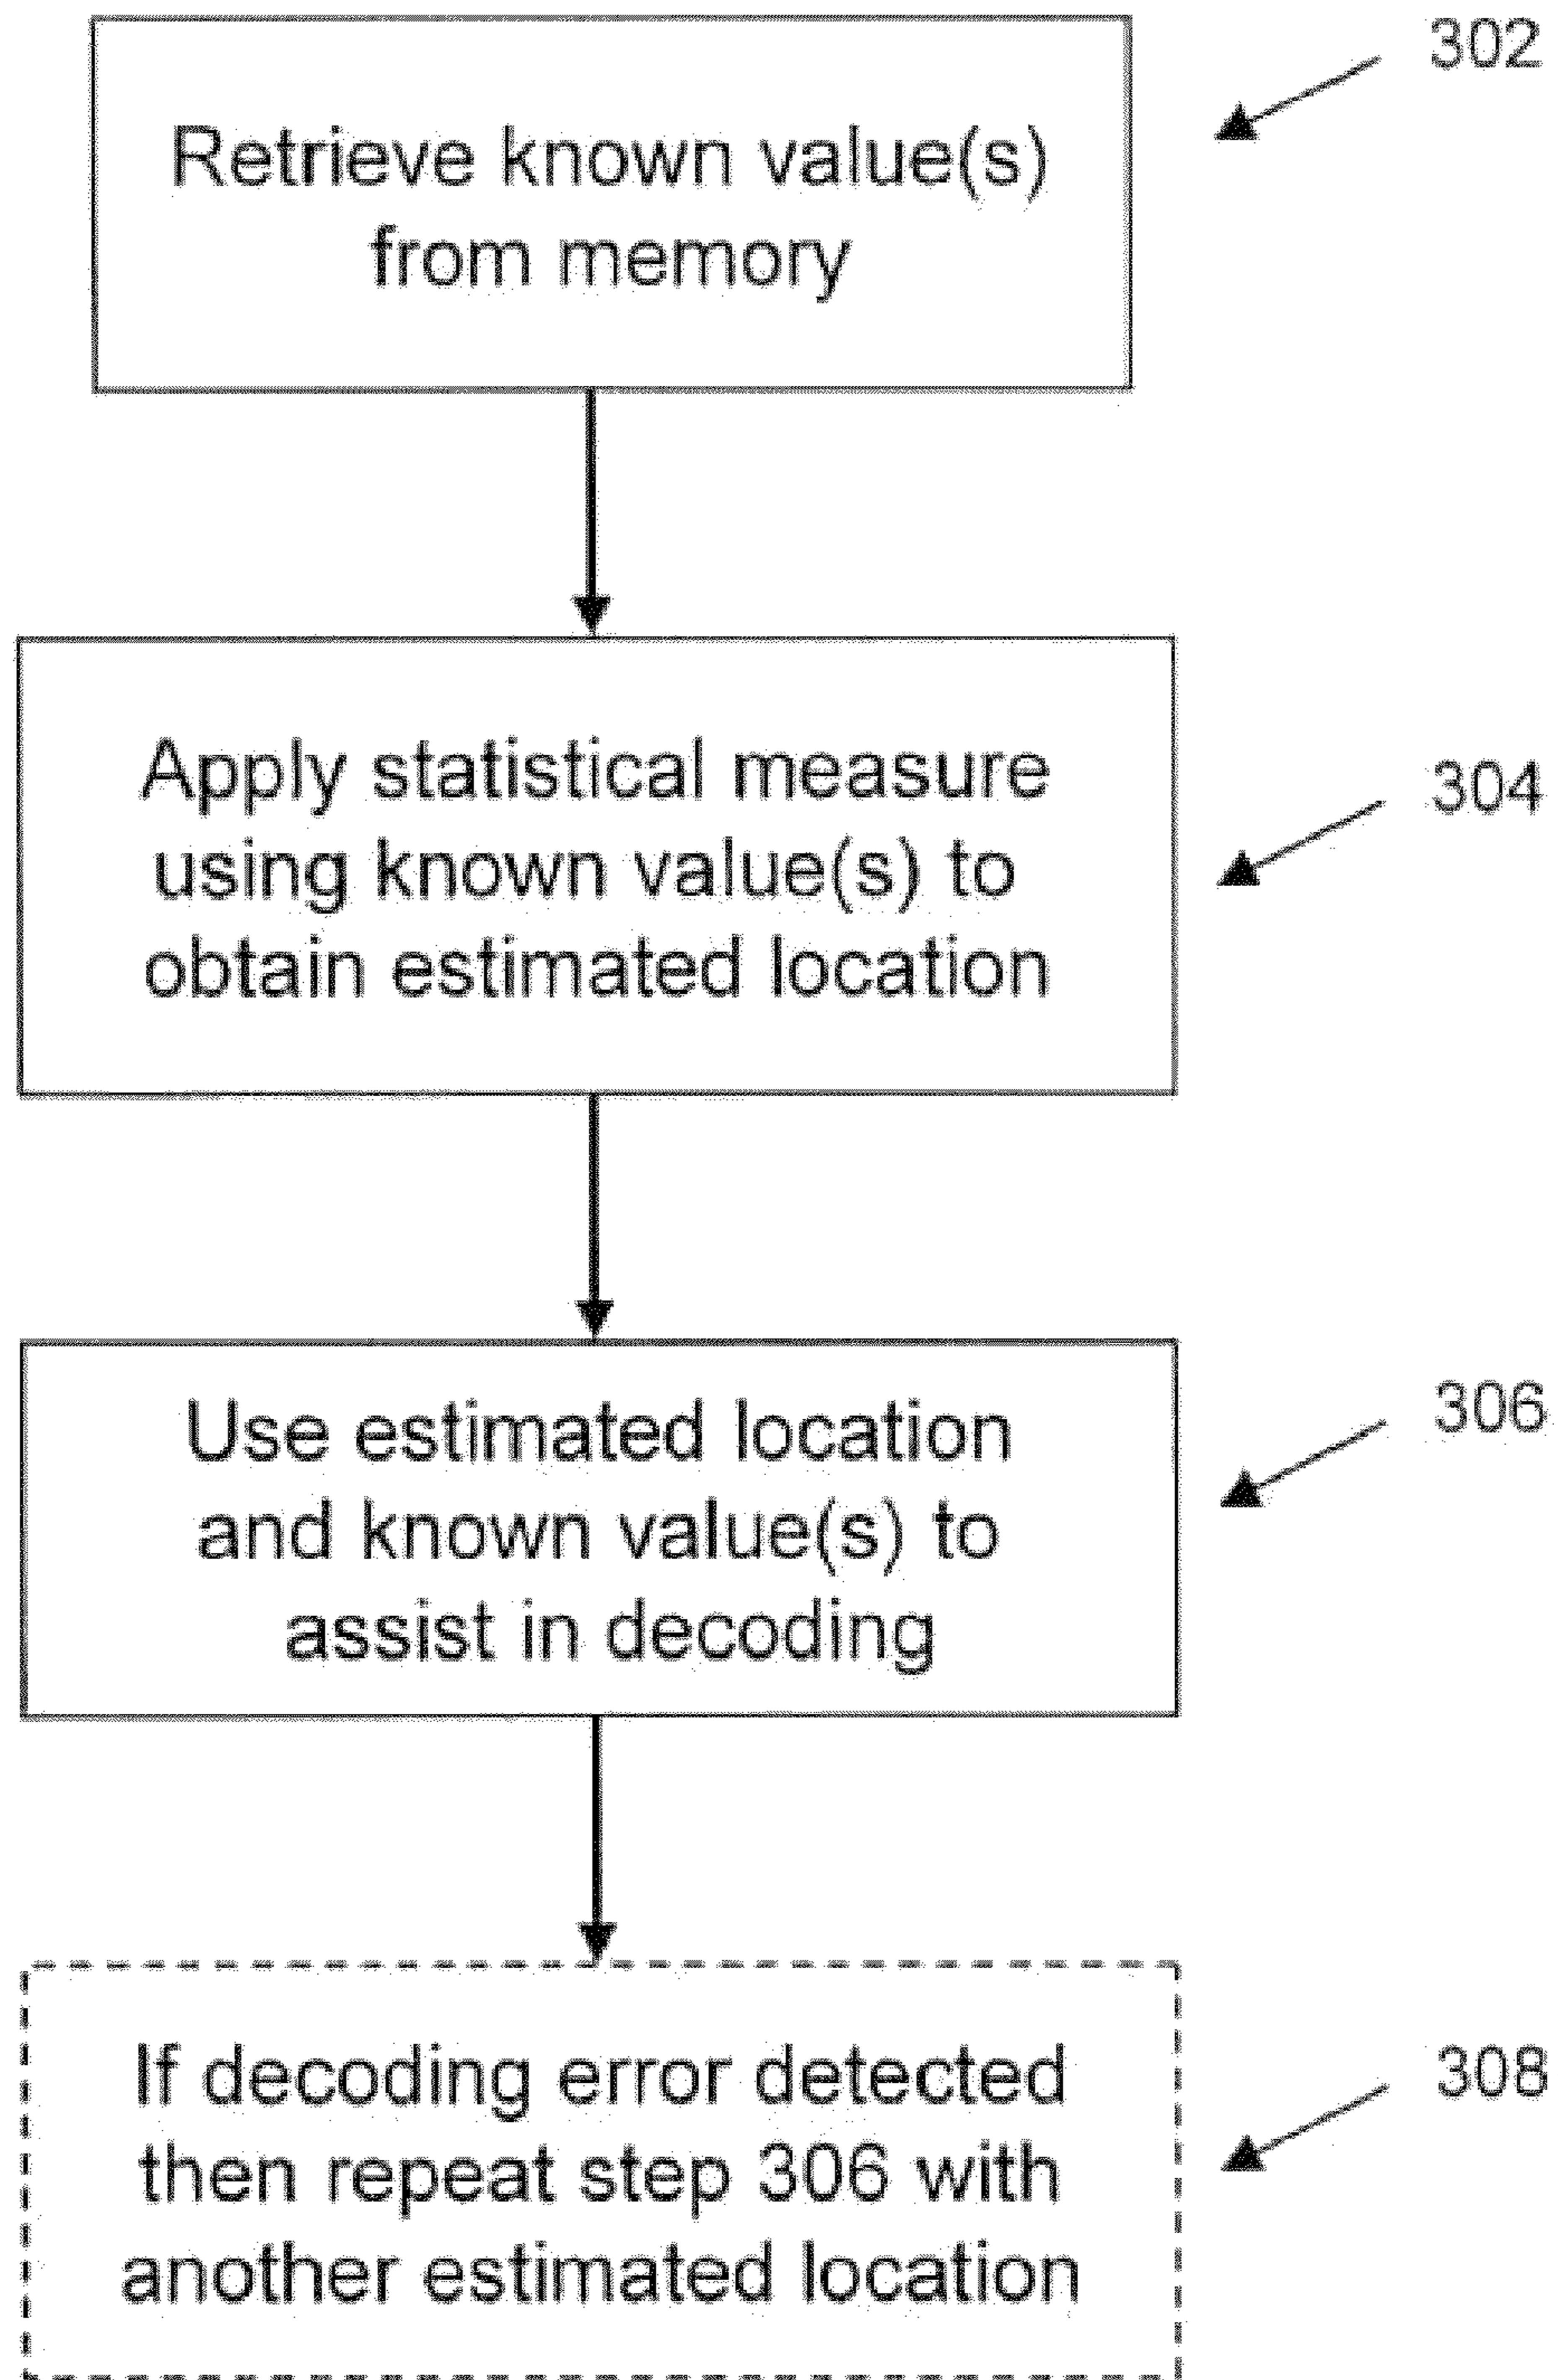 302
Retrieve known value(s)
from memory
304
Apply statistical measure
using known value(s) to
obtain estimated location
306
Use estimated location
and known value(s) to
assist in decoding
308
If decoding error detected
then repeat step 306 with
another estimated location